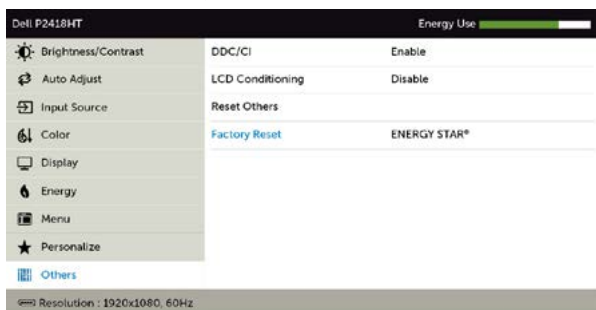 Dell P2418HT
Energy Use
Brightness/Contrast
Auto Adjust
Input Source
Color
Display
Energy
Menu
Personalize
Others
DDC/CI Enable
LCD Conditioning Disable
Reset Others
Factory Reset ENERGY STAR®
Resolution : 1920x1080, 60Hz